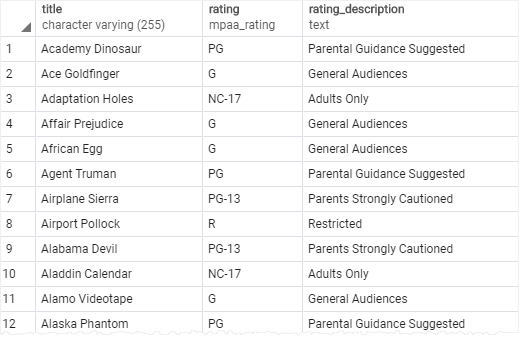 title rating rating_description
character varying (255) mpaa_rating text
1 Academy Dinosaur PG Parental Guidance Suggested
2 Ace Goldfinger G General Audiences
3 Adaptation Holes NC-17 Adults Only
4 Affair Prejudice G General Audiences
5 African Egg G General Audiences
6 Agent Truman PG Parental Guidance Suggested
7 Airplane Sierra PG-13 Parents Strongly Cautioned
8 Airport Pollock R Restricted
9 Alabama Devil PG-13 Parents Strongly Cautioned
10 Aladdin Calendar NC-17 Adults Only
11 Alamo Videotape G General Audiences
12 Alaska Phantom PG Parental Guidance Suggested